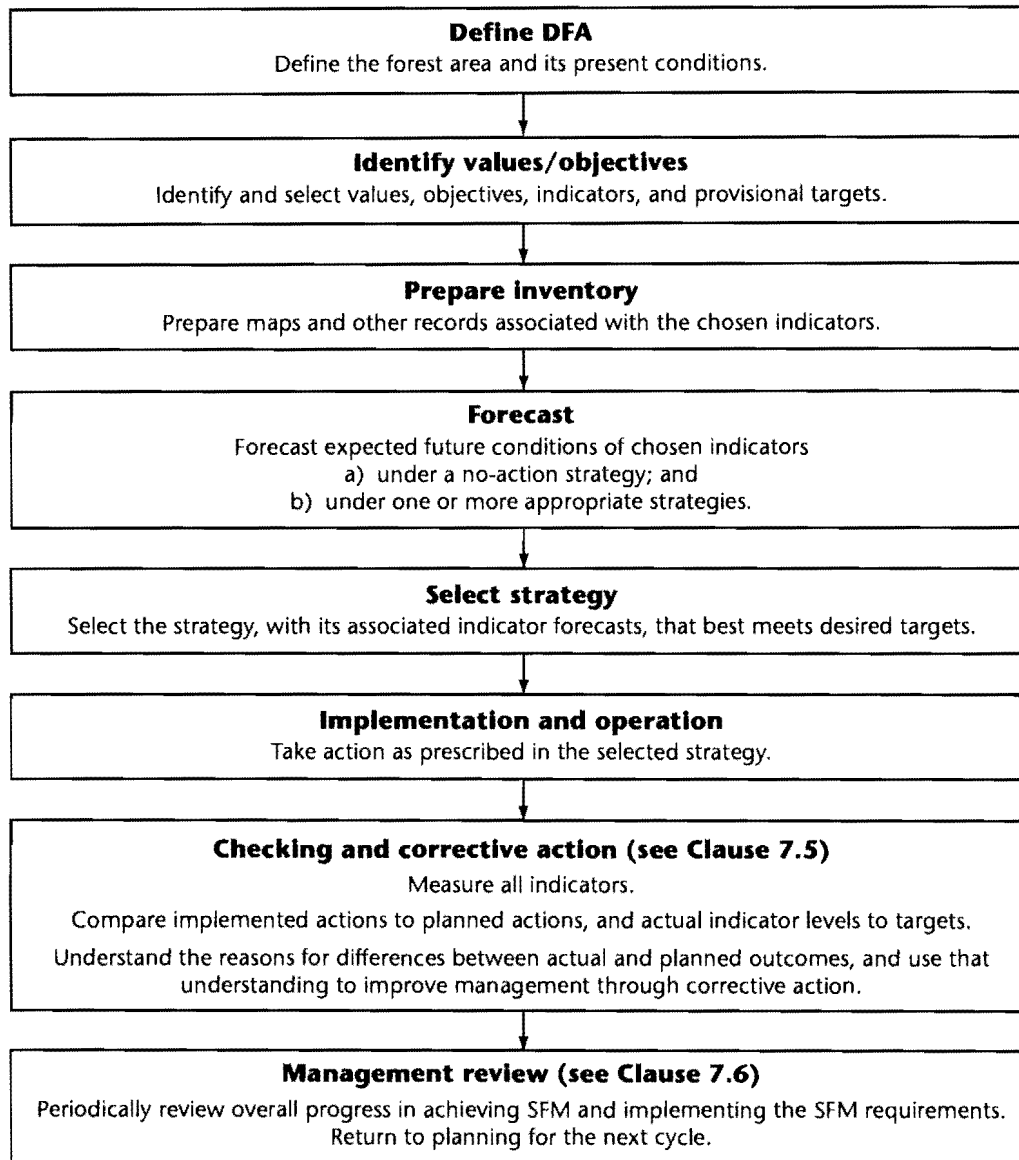 Define DFA
Define the forest area and its present conditions.
Identify values/objectives
Identify and select values, objectives, indicators, and provisional targets.
Prepare inventory
Prepare maps and other records associated with the chosen indicators.
Forecast
Forecast expected future conditions of chosen indicators
a) under a no-action strategy; and
b) under one or more appropriate strategies.
Select strategy
Select the strategy, with its associated indicator forecasts, that best meets desired targets.
Implementation and operation
Take action as prescribed in the selected strategy.
Checking and corrective action (see Clause 7.5)
Measure all indicators.
Compare implemented actions to planned actions, and actual indicator levels to targets.
Understand the reasons for differences between actual and planned outcomes, and use that
understanding to improve management through corrective action.
Management review (see Clause 7.6)
Periodically review overall progress in achieving SFM and implementing the SFM requirements.
Return to planning for the next cycle.